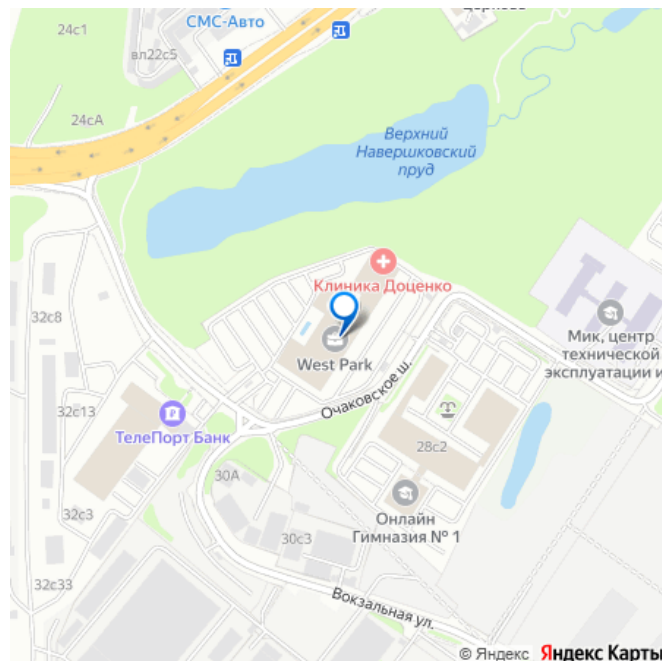 24с1
СМС-Авто
вл22с5
24сА
Верхний
Навершковский
пруд
Клиника Доценко
32с8
West Park
Мик, центр
технической
эксплуатации и
Очаковское ш.
32с13
ТелеПорт Банк
28с2
30А
32с3
Онлайн
Гимназия № 1
30с3
32с33
Вокзальная ул.
© Яндекс Яндекс Карты